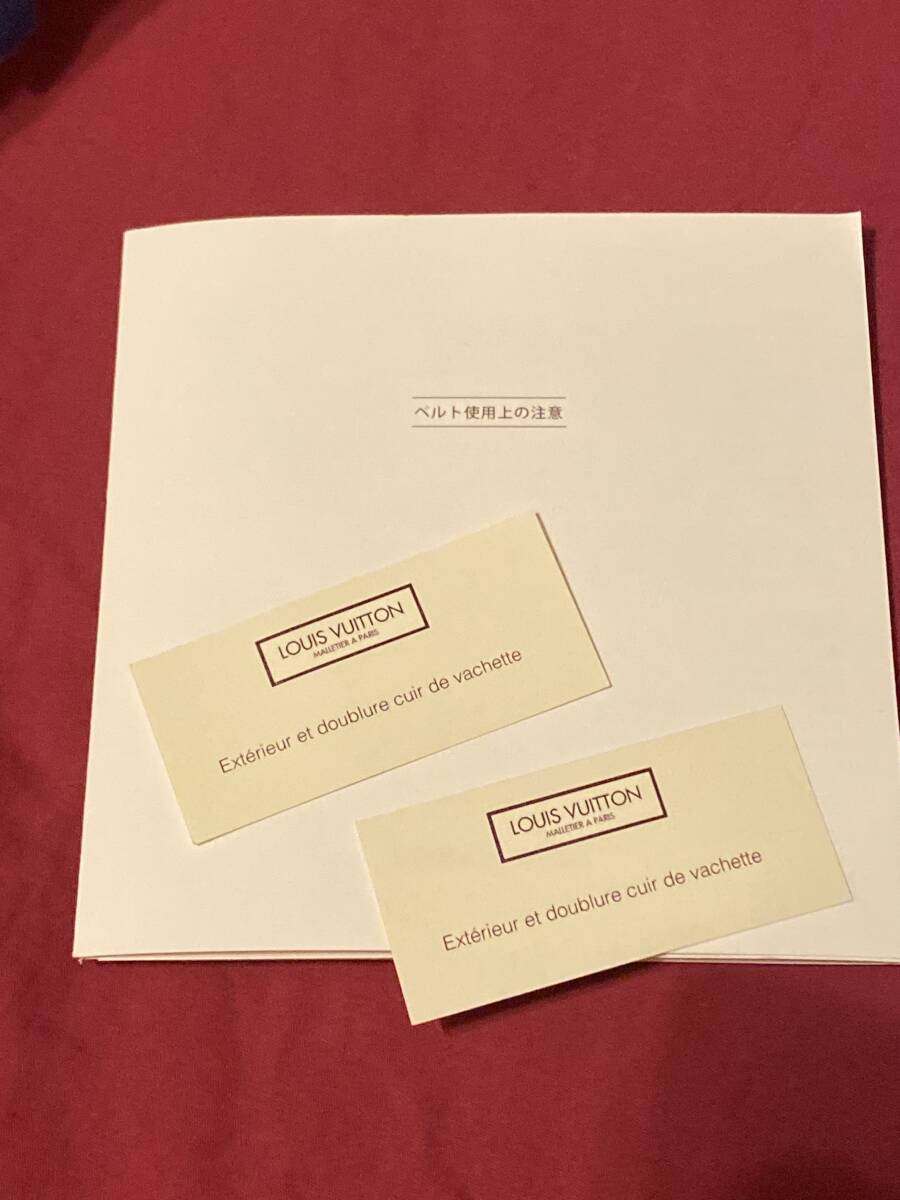 ベルト使用上の注意
LOUIS VUITTON
MALLETIER A PARIS
Extérieur et doublure cuir de vachette
LOUIS VUITTON
MALLETIER A PARIS
Extérieur et doublure cuir de vachette